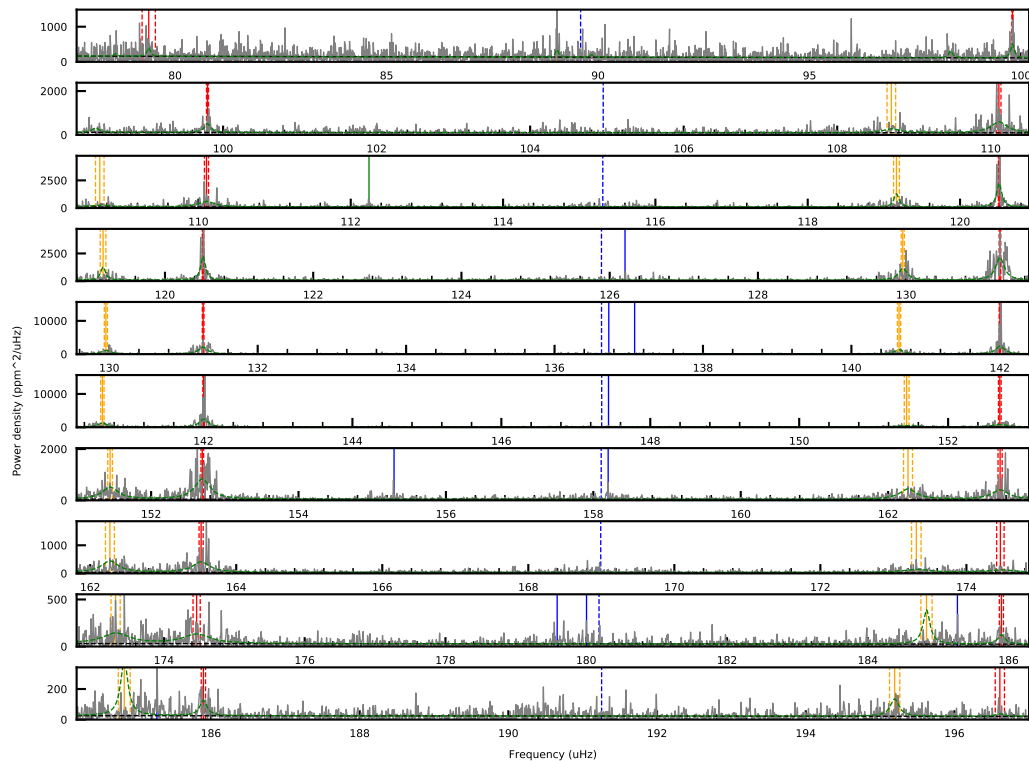 1000
0
80 85 90 95 100
2000
0
100 102 104 106 108 110
2500
0
110 112 114 116 118 120
2500
0
120 122 124 126 128 130
10000
0
130 132 134 136 138 140 142
10000
0
142 144 146 148 150 152
2000
0
152 154 156 158 160 162
1000
0
162 164 166 168 170 172 174
500
0
174 176 178 180 182 184 186
200
0
186 188 190 192 194 196
Power density (ppm^2/uHz)
Frequency (uHz)